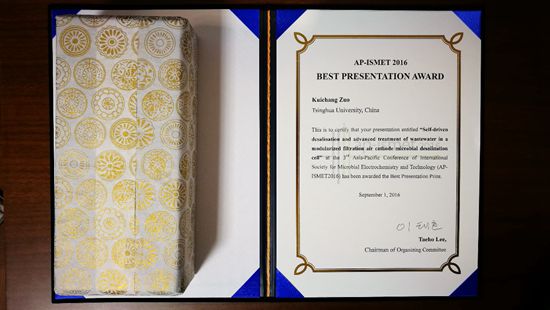 AP-ISMET 2016
BEST PRESENTATION AWARD
Kuichang Zuo
Tsinghua University, China
This is to certify that your presentation entitled “Self-driven
desalination and advanced treatment of wastewater in a
modularized filtration air cathode microbial desalination
cell” at the 3rd Asia-Pacific Conference of International
Society for Microbial Electrochemistry and Technology (AP-
ISMET2016) has been awarded the Best Presentation Prize.
September 1, 2016
이태호
Taeho Lee,
Chairman of Organizing Committee